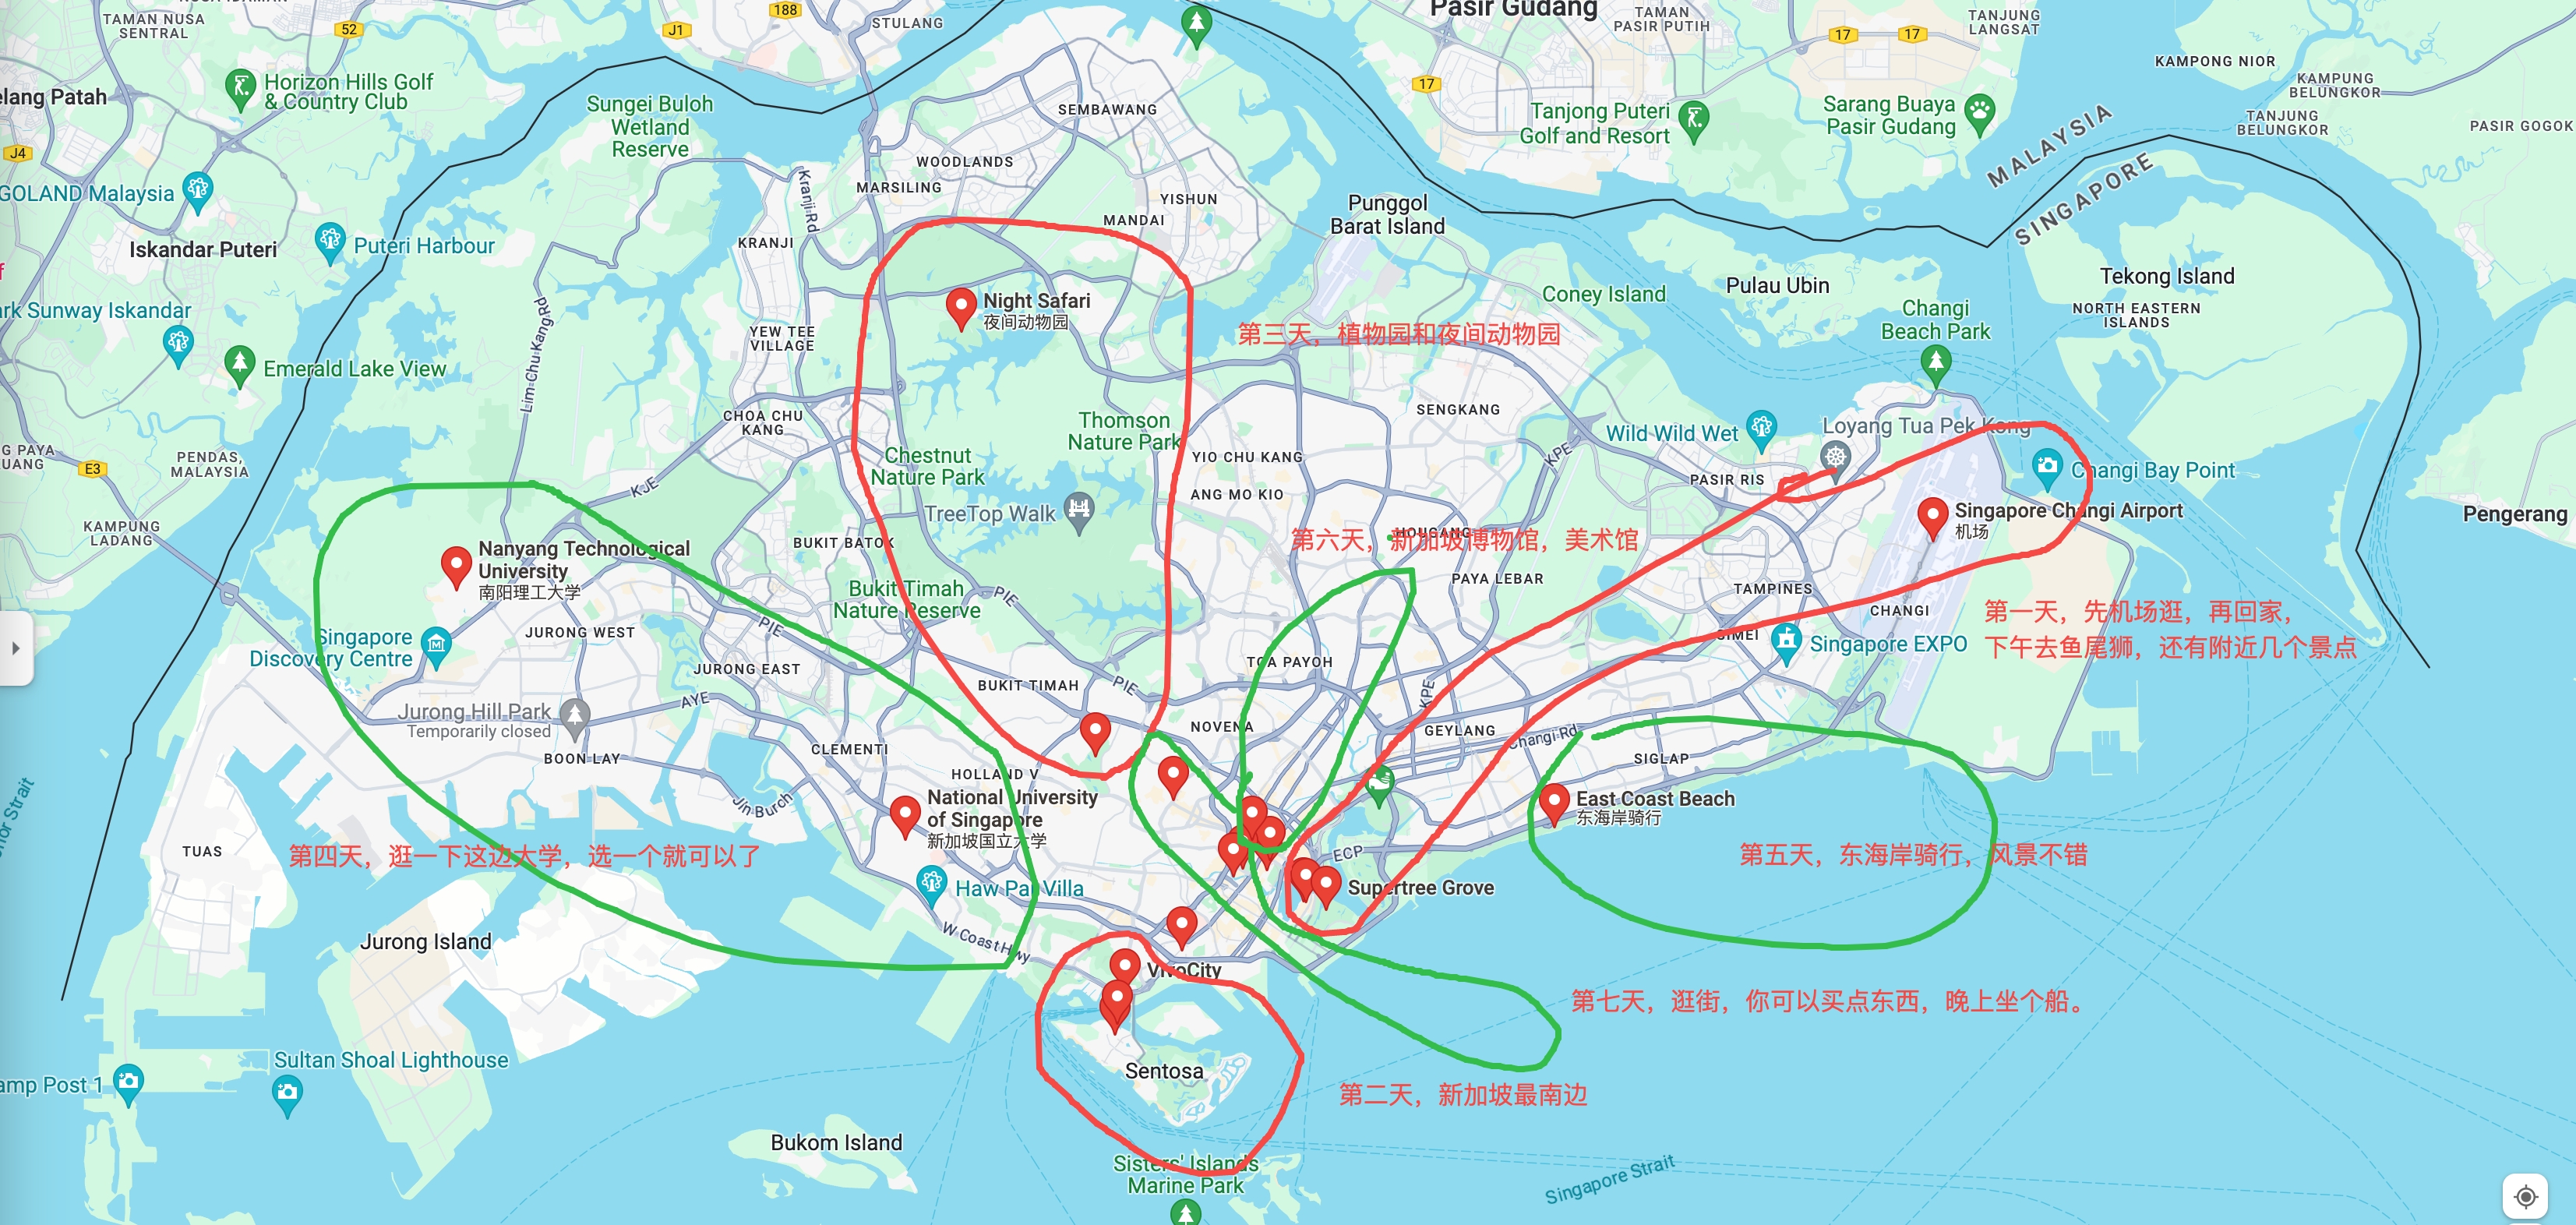 TAMAN NUSA
SENTRAL
52
188
J1
STULANG
Pasir Gudang
TAMAN
PASIR PUTIH
17
17
TANJUNG
LANGSAT
KAMPONG NIOR
KAMPUNG
BELUNGKOR
TANJUNG
BELUNGKOR
PASIR GOGOK
elang Patah
Horizon Hills Golf
& Country Club
Sungei Buloh
Wetland
Reserve
SEMBAWANG
17
Tanjong Puteri
Golf and Resort
Sarang Buaya
Pasir Gudang
MALAYSIA
SINGAPORE
J4
GOLAND Malaysia
WOODLANDS
MARSILING
Kranji Rd
YISHUN
MANDAI
Punggol
Barat Island
Iskandar Puteri
Puteri Harbour
KRANJI
Pulau Ubin
Tekong Island
NORTH EASTERN
ISLANDS
rk Sunway Iskandar
Night Safari
夜间动物园
Coney Island
Changi
Beach Park
第三天，植物园和夜间动物园
YEW TEE
VILLAGE
Emerald Lake View
Lim Chu Kang Rd
CHOA CHU
KANG
Thomson
Nature Park
SENGKANG
Wild Wild Wet
Loyang Tua Pek Kong
E3
PENDAS,
MALAYSIA
KJE
Chestnut
Nature Park
YIO CHU KANG
KPE
PASIR RIS
Changi Bay Point
ANG MO KIO
TreeTop Walk
Singapore Changi Airport
机场
Pengerang
KAMPUNG
LADANG
Nanyang Technological
University
南阳理工大学
BUKIT BATOK
HOUGANG
第六天，新加坡博物馆，美术馆
PAYA LEBAR
TAMPINES
CHANGI
Bukit Timah
Nature Reserve
PIE
PIE
第一天，先机场逛，再回家，
下午去鱼尾狮，还有附近几个景点
JURONG WEST
Singapore
Discovery Centre
SIMEI
Singapore EXPO
JURONG EAST
TOA PAYOH
BUKIT TIMAH
PIE
AYE
KPE
Jurong Hill Park
Temporarily closed
NOVENA
GEYLANG
Changi Rd
CLEMENTI
BOON LAY
SIGLAP
HOLLAND V
National University
of Singapore
新加坡国立大学
Jln Buroh
East Coast Beach
东海岸骑行
TUAS
第四天，逛一下这边大学，选一个就可以了
ECP
第五天，东海岸骑行，风景不错
Haw Par Villa
Supertree Grove
Jurong Island
W Coast Hwy
VivoCity
第七天，逛街，你可以买点东西，晚上坐个船。
Sultan Shoal Lighthouse
Sentosa
amp Post 1
第二天，新加坡最南边
Bukom Island
Sisters' Islands
Marine Park
Singapore Strait